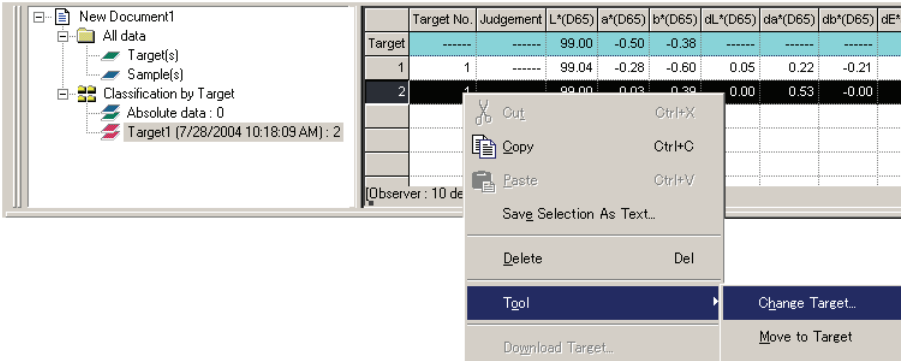 New Document1
All data
Target(s)
Sample(s)
Classification by Target
Absolute data : 0
Target1 (7/28/2004 10:18:09 AM) : 2
Target No. Judgement L*(D65) a*(D65) b*(D65) dL*(D65) da*(D65) db*(D65) dE*
Target ------ ------ 99.00 -0.50 -0.38 ------ ------ ------
1 1 ------ 99.04 -0.28 -0.60 0.05 0.22 -0.21
2 1 99.00 0.03 0.39 0.00 0.53 -0.00
[Observer : 10 de
Cut Ctrl+X
Copy Ctrl+C
Paste Ctrl+V
Save Selection As Text...
Delete Del
Tool
Download Target...
Change Target...
Move to Target